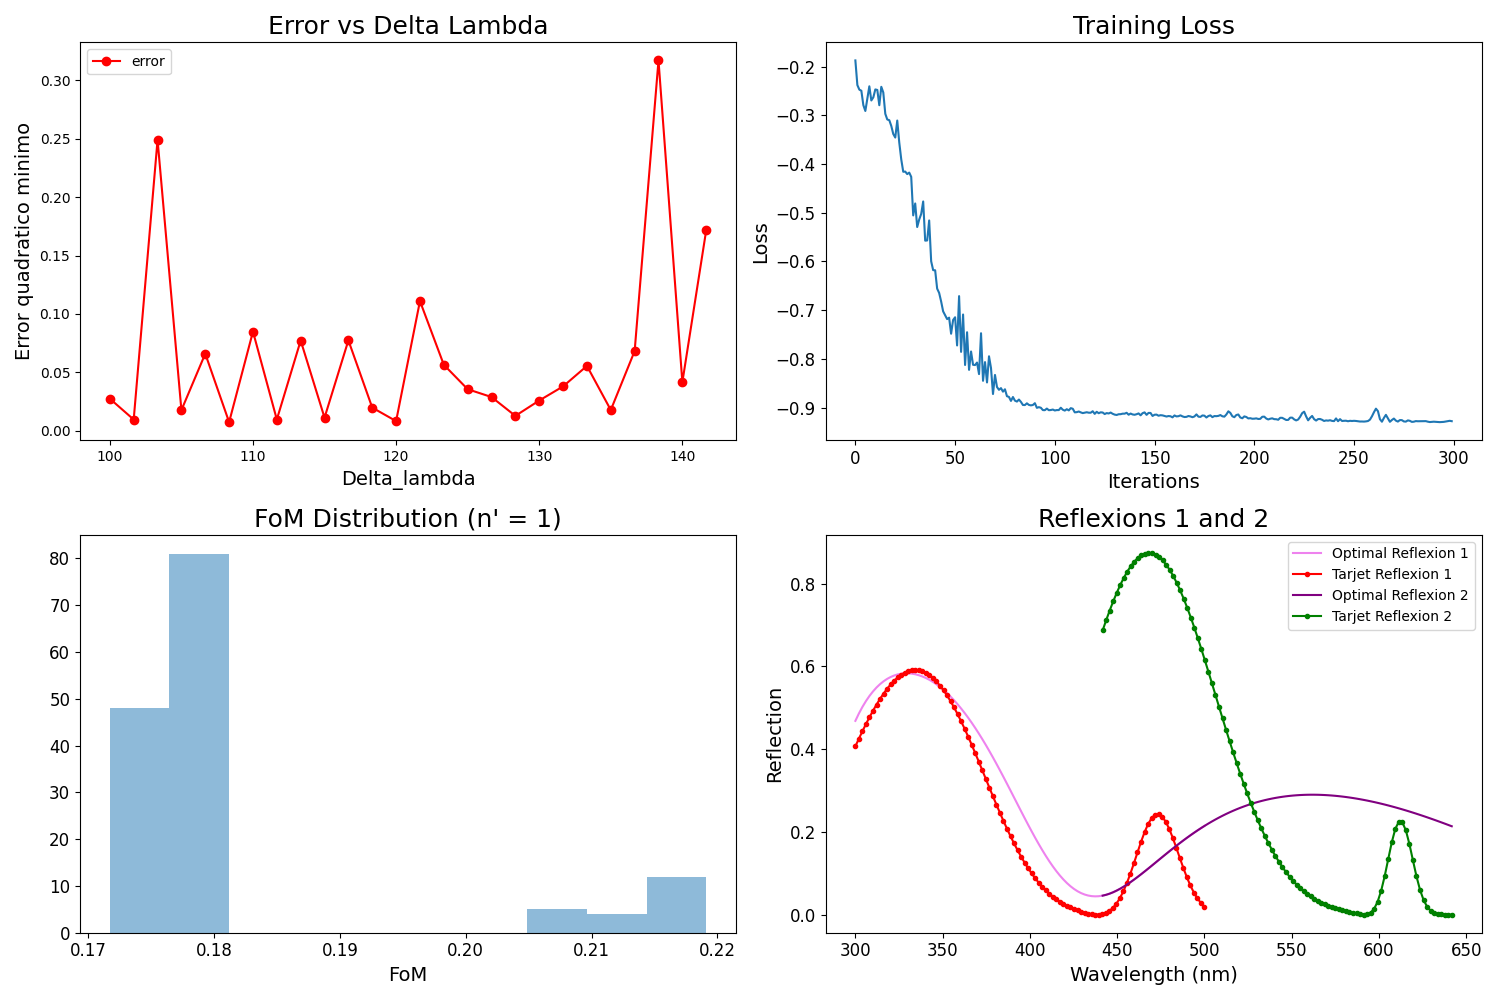 Error vs Delta Lambda
error
Error quadratico minimo
0.30
0.25
0.20
0.15
0.10
0.05
0.00
100 110 120 130 140
Delta_lambda
Training Loss
Loss
−0.2
−0.3
−0.4
−0.5
−0.6
−0.7
−0.8
−0.9
0 50 100 150 200 250 300
Iterations
FoM Distribution (n' = 1)
80
70
60
50
40
30
20
10
0
0.17 0.18 0.19 0.20 0.21 0.22
FoM
Reflexions 1 and 2
Optimal Reflexion 1
Tarjet Reflexion 1
Optimal Reflexion 2
Tarjet Reflexion 2
Reflection
0.8
0.6
0.4
0.2
0.0
300 350 400 450 500 550 600 650
Wavelength (nm)